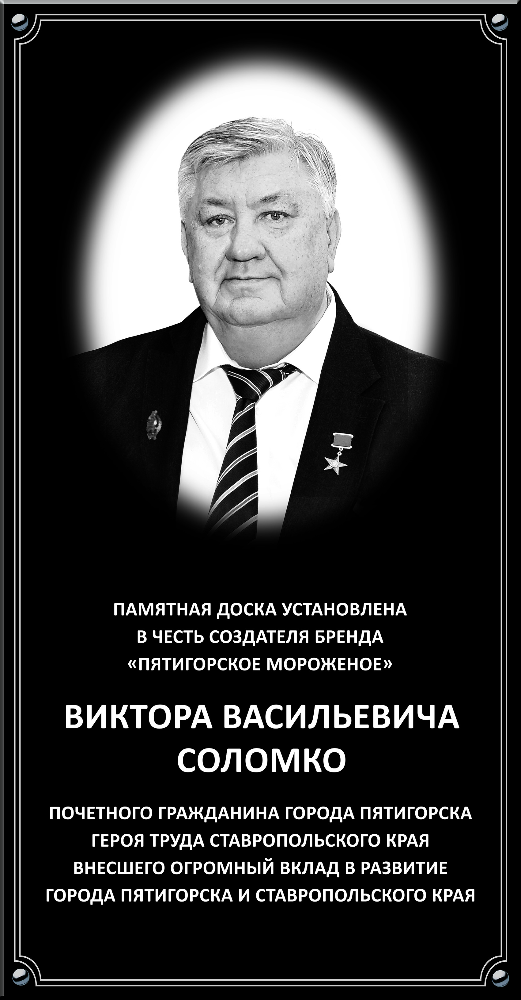 ПАМЯТНАЯ ДОСКА УСТАНОВЛЕНА
В ЧЕСТЬ СОЗДАТЕЛЯ БРЕНДА
«ПЯТИГОРСКОЕ МОРОЖЕНОЕ»
ВИКТОРА ВАСИЛЬЕВИЧА
СОЛОМКО
ПОЧЕТНОГО ГРАЖДАНИНА ГОРОДА ПЯТИГОРСКА
ГЕРОЯ ТРУДА СТАВРОПОЛЬСКОГО КРАЯ
ВНЕСШЕГО ОГРОМНЫЙ ВКЛАД В РАЗВИТИЕ
ГОРОДА ПЯТИГОРСКА И СТАВРОПОЛЬСКОГО КРАЯ